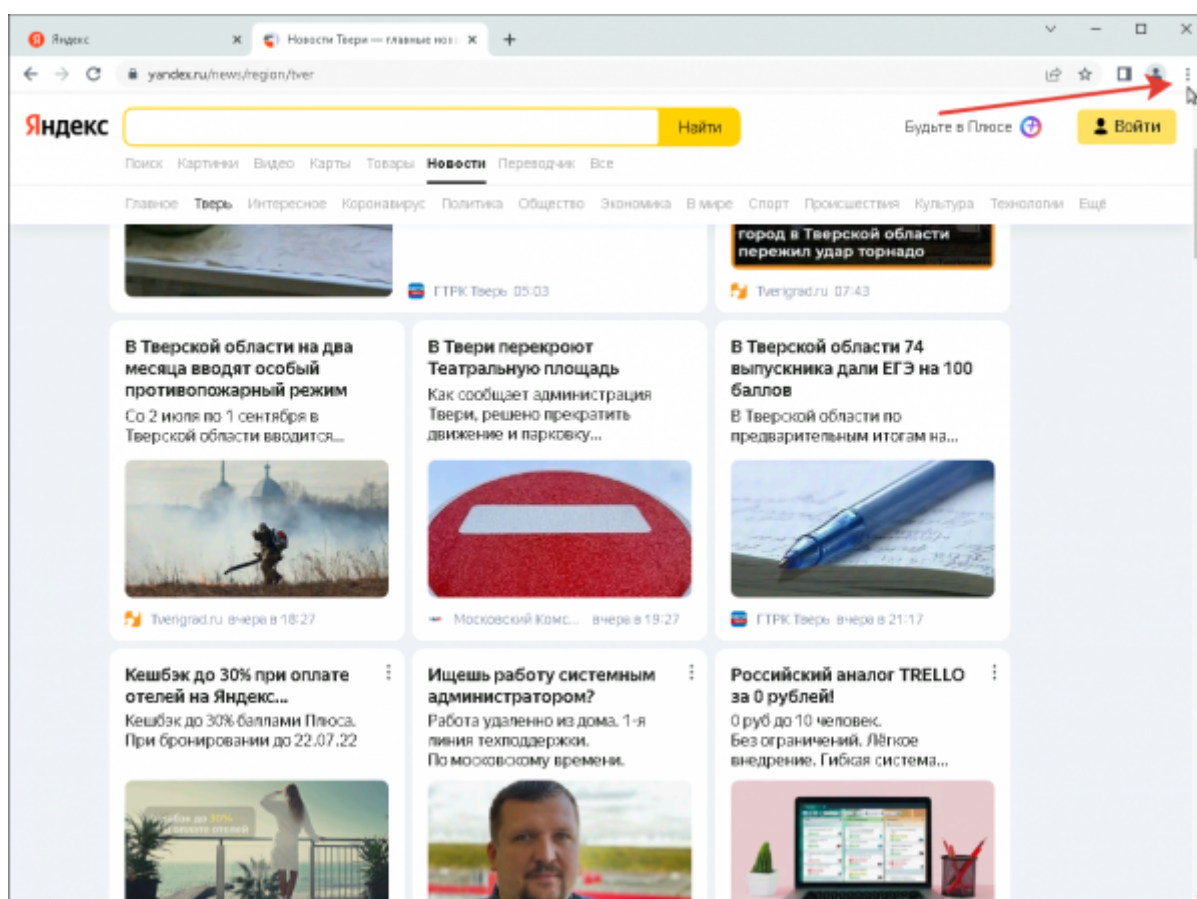 Яндекс
Новости Твери — главные нов
yandex.ru/news/region/tver
Яндекс
Найти
Будьте в Плюсе
Войти
Поиск Картинки Видео Карты Товары Новости Переводчик Все
Главное Тверь Интересное Коронавирус Политика Общество Экономика В мире Спорт Происшествия Культура Технологии Ещё
город в Тверской области
пережил удар торнадо
ГТРК Тверь 05:03
Tverigrad.ru 07:43
В Тверской области на два
месяца вводят особый
противопожарный режим
Со 2 июля по 1 сентября в
Тверской области вводится...
Tverigrad.ru вчера в 18:27
В Твери перекроют
Театральную площадь
Как сообщает администрация
Твери, решено прекратить
движение и парковку...
Московский Комс... вчера в 19:27
В Тверской области 74
выпускника дали ЕГЭ на 100
баллов
В Тверской области по
предварительным итогам на...
ГТРК Тверь вчера в 21:17
Кешбэк до 30% при оплате
отелей на Яндекс...
Кешбэк до 30% баллами Плюса.
При бронировании до 22.07.22
кешбэк до 30%
оплате отелей
Ищешь работу системным
администратором?
Работа удаленно из дома. 1-я
линия техподдержки.
По московскому времени.
Российский аналог TRELLO
за 0 рублей!
0 руб до 10 человек.
Без ограничений. Лёгкое
внедрение. Гибкая система...